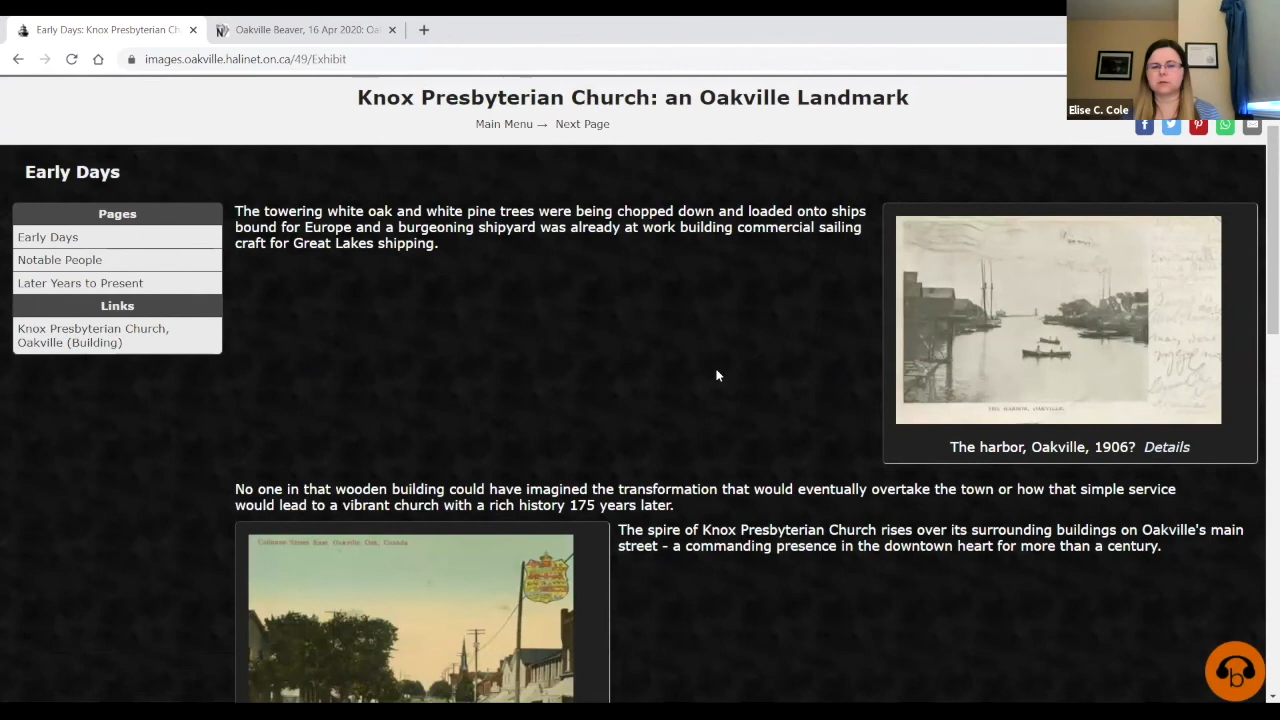 Early Days: Knox Presbyterian Ch
Oakville Beaver, 16 Apr 2020: Oa
images.oakville.halinet.on.ca/49/Exhibit
Elise C. Cole
Knox Presbyterian Church: an Oakville Landmark
Main Menu → Next Page
Early Days
Pages
Early Days
Notable People
Later Years to Present
Links
Knox Presbyterian Church,
Oakville (Building)
The towering white oak and white pine trees were being chopped down and loaded onto ships
bound for Europe and a burgeoning shipyard was already at work building commercial sailing
craft for Great Lakes shipping.
THE HARBOR, OAKVILLE.
The harbor, Oakville, 1906? Details
No one in that wooden building could have imagined the transformation that would eventually overtake the town or how that simple service
would lead to a vibrant church with a rich history 175 years later.
Colborne Street East, Oakville, Ont., Canada
The spire of Knox Presbyterian Church rises over its surrounding buildings on Oakville's main
street - a commanding presence in the downtown heart for more than a century.